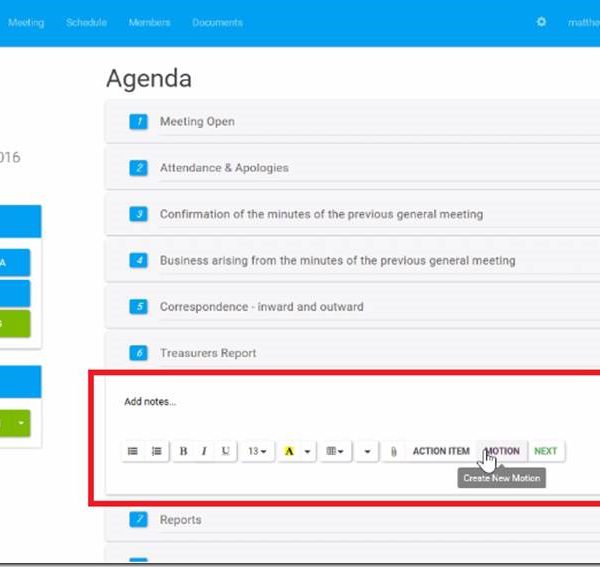 Meeting Schedule Members Documents matthe
Agenda
1 Meeting Open
016
2 Attendance & Apologies
3 Confirmation of the minutes of the previous general meeting
4 Business arising from the minutes of the previous general meeting
A
5 Correspondence - inward and outward
S
6 Treasurers Report
Add notes...
B I U 13 A ACTION ITEM MOTION NEXT
Create New Motion
7 Reports